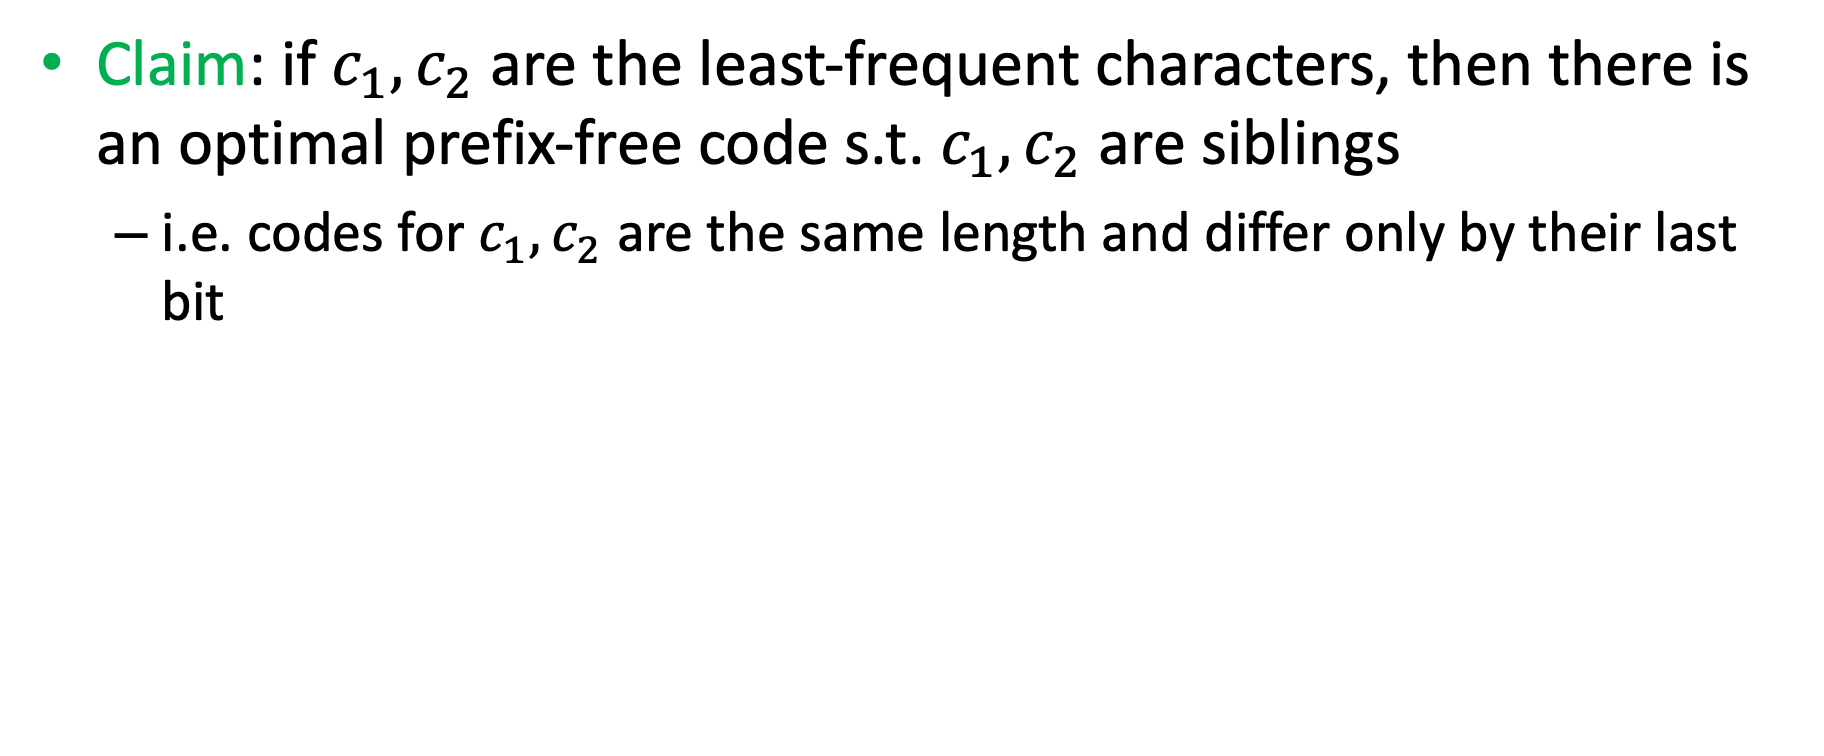 • Claim: if c₁, c₂ are the least-frequent characters, then there is
an optimal prefix-free code s.t. c₁, c₂ are siblings
– i.e. codes for c₁, c₂ are the same length and differ only by their last
bit